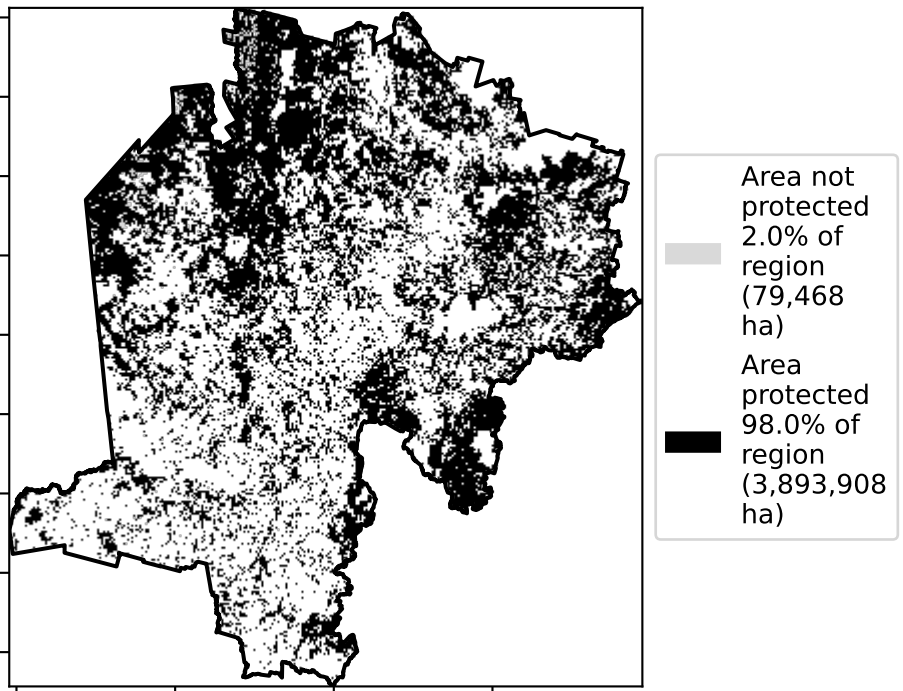 Area not
protected
2.0% of
region
(79,468
ha)
Area
protected
98.0% of
region
(3,893,908
ha)